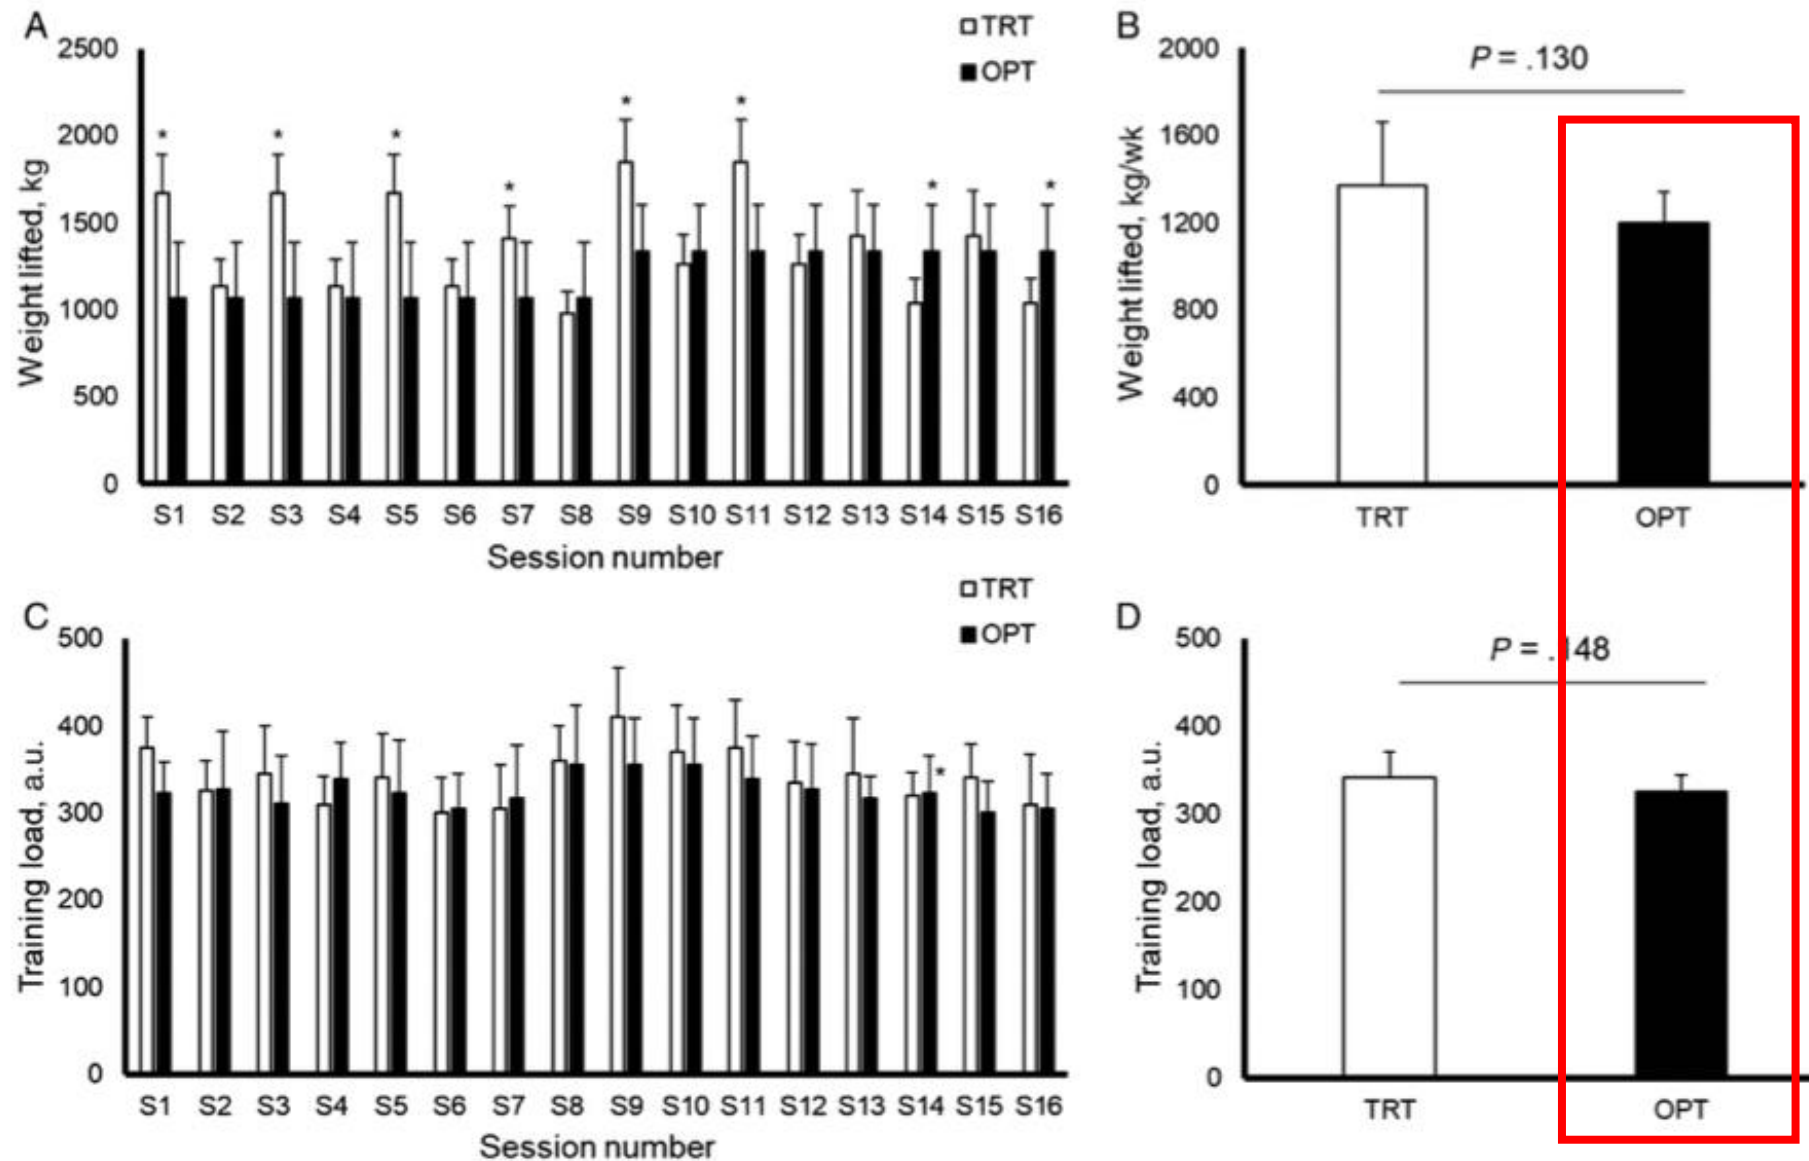 A
TRT
OPT
2500
2000
1500
1000
500
0
Weight lifted, kg
* * * * * * * *
S1 S2 S3 S4 S5 S6 S7 S8 S9 S10 S11 S12 S13 S14 S15 S16
Session number
B
P = .130
2000
1600
1200
800
400
0
Weight lifted, kg/wk
TRT OPT
C
TRT
OPT
500
400
300
200
100
0
Training load, a.u.
*
S1 S2 S3 S4 S5 S6 S7 S8 S9 S10 S11 S12 S13 S14 S15 S16
Session number
D
P = .148
500
400
300
200
100
0
Training load, a.u.
TRT OPT